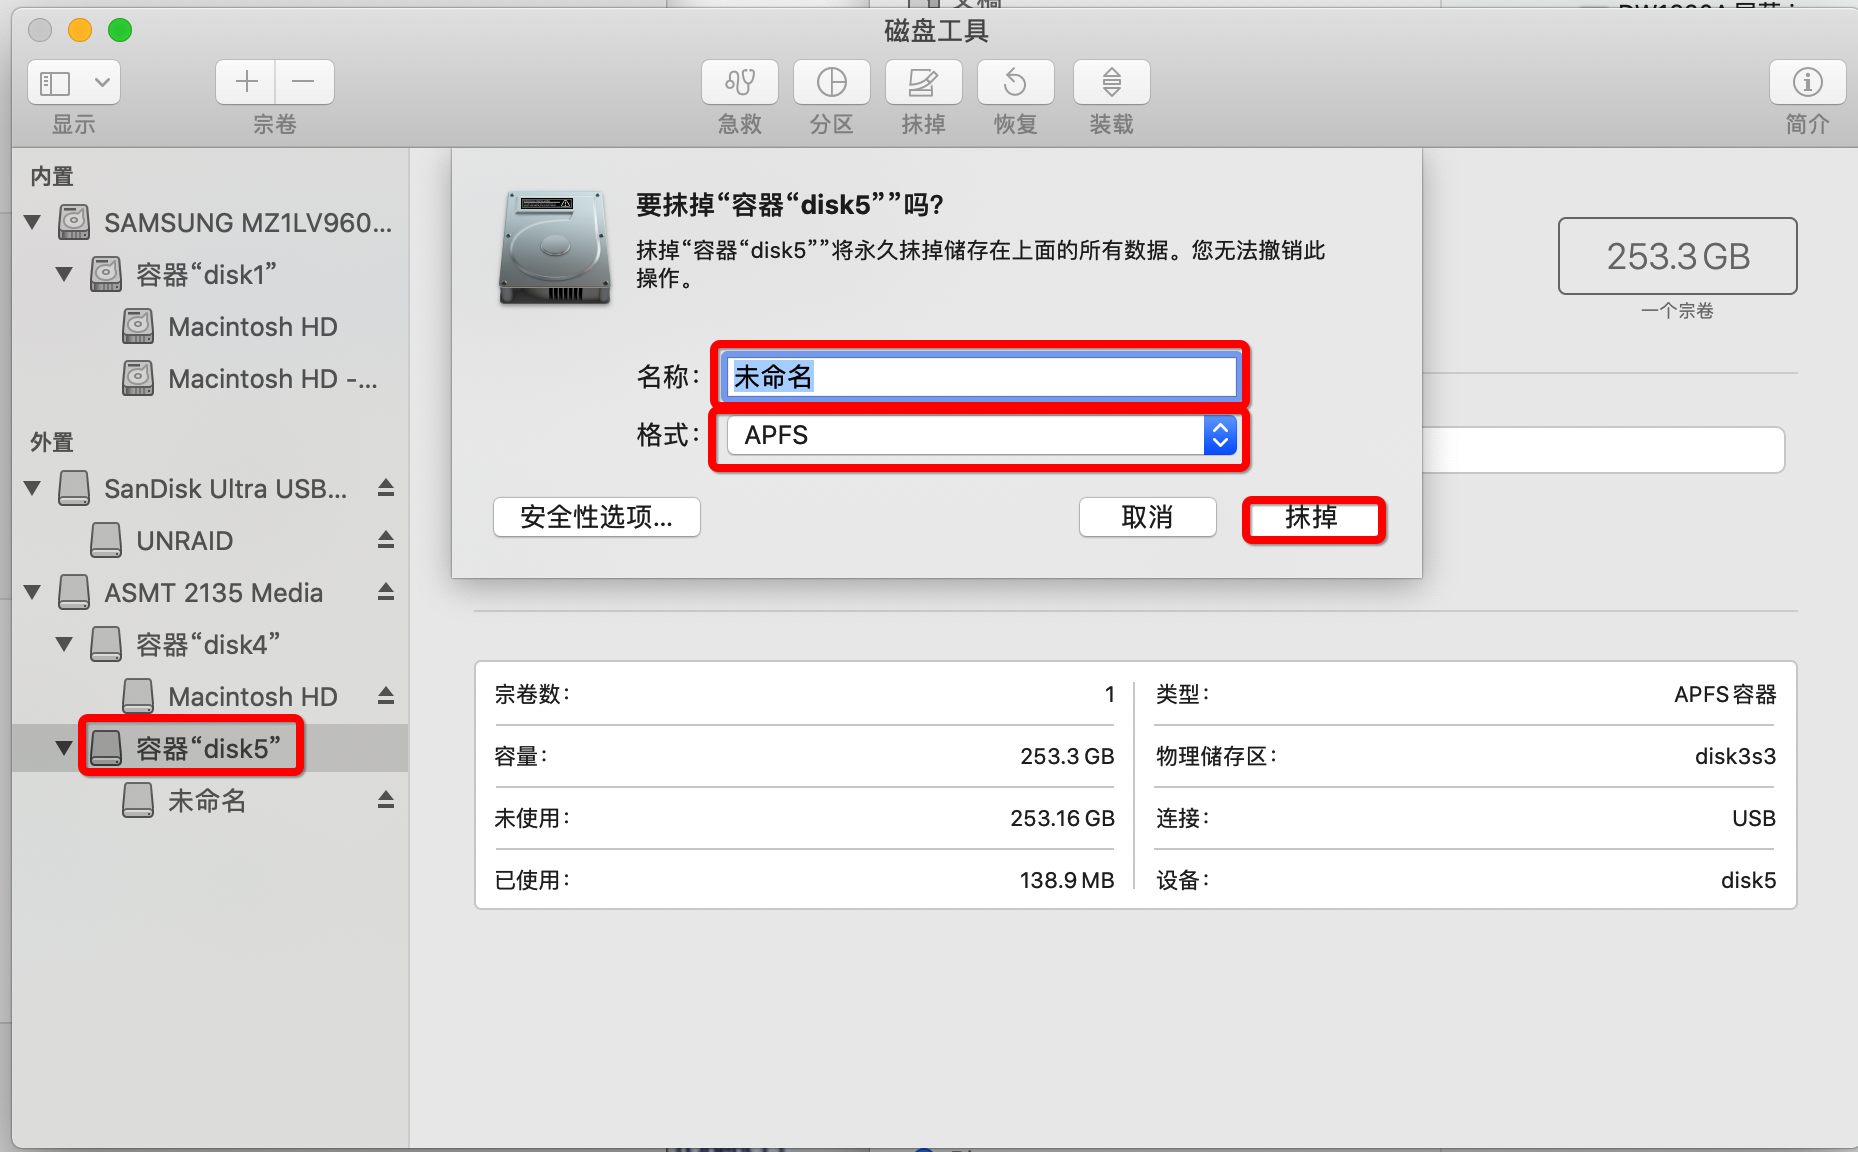 磁盘工具
显示
宗卷
急救
分区
抹掉
恢复
装载
简介
内置
SAMSUNG MZ1LV960...
容器“disk1”
Macintosh HD
Macintosh HD -...
外置
SanDisk Ultra USB...
UNRAID
ASMT 2135 Media
容器“disk4”
Macintosh HD
容器“disk5”
未命名
要抹掉“容器“disk5””吗?
抹掉“容器“disk5””将永久抹掉储存在上面的所有数据。您无法撤销此
操作。
名称:
未命名
格式:
APFS
安全性选项...
取消
抹掉
253.3 GB
一个宗卷
宗卷数: 1
容量: 253.3 GB
未使用: 253.16 GB
已使用: 138.9 MB
类型: APFS容器
物理储存区: disk3s3
连接: USB
设备: disk5